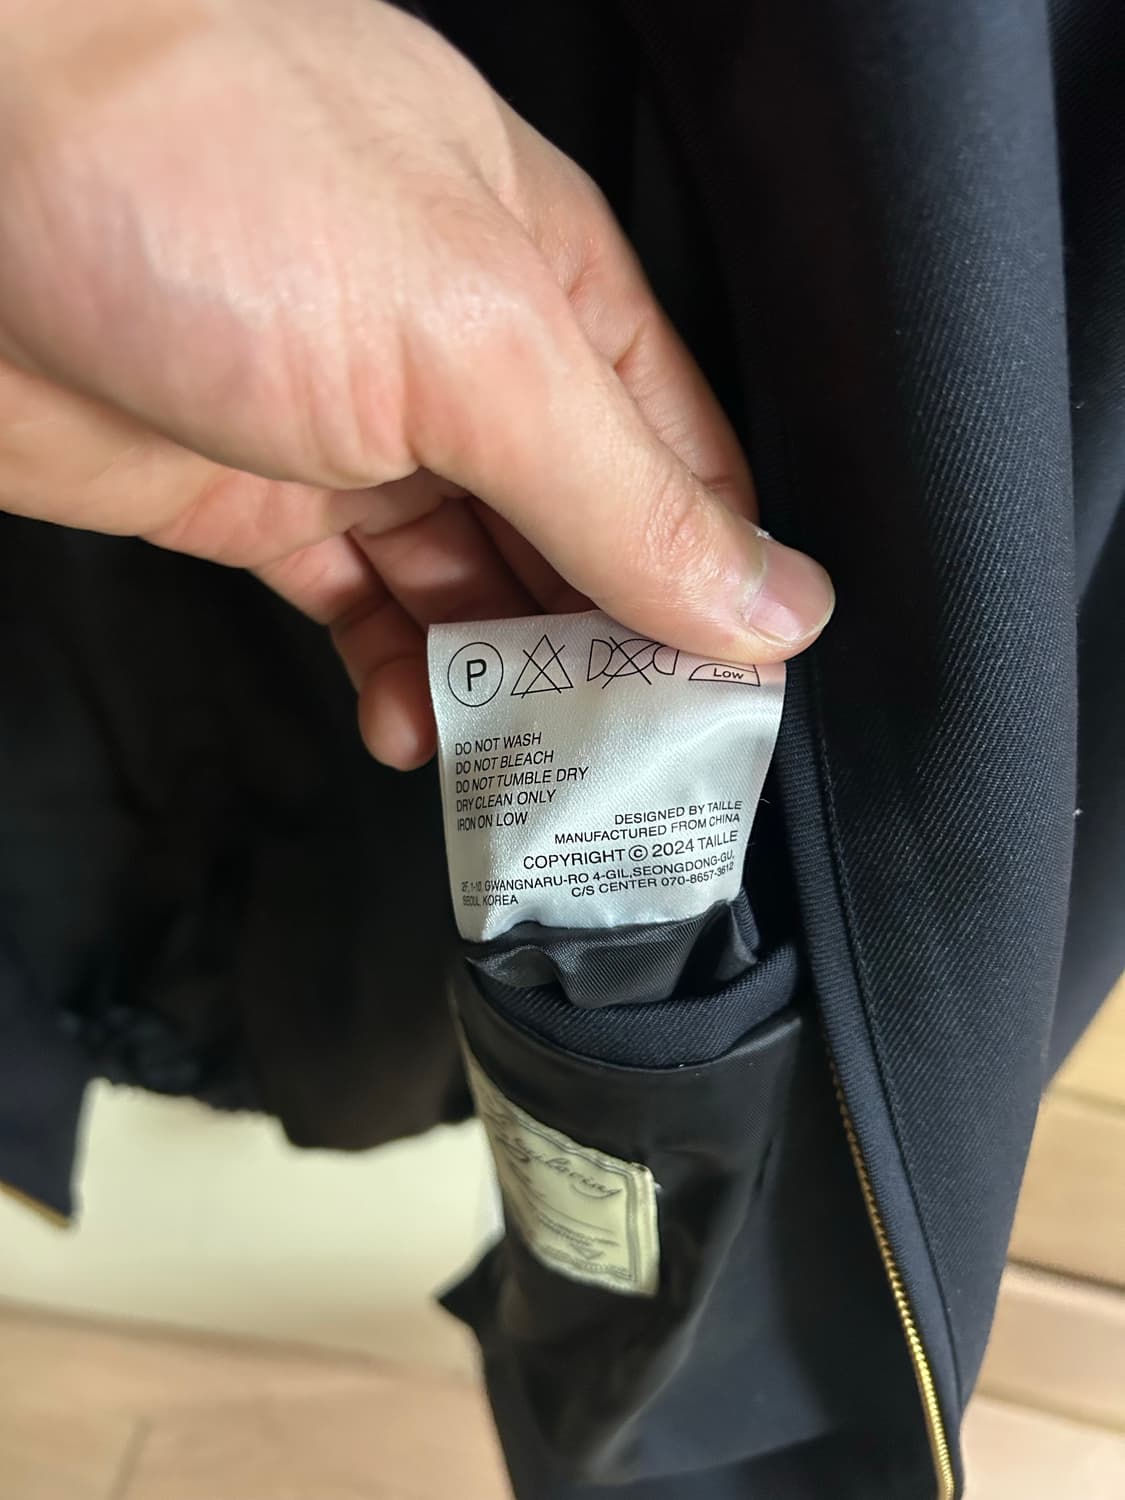 P
Low
DO NOT WASH
DO NOT BLEACH
DO NOT TUMBLE DRY
DRY CLEAN ONLY
IRON ON LOW
DESIGNED BY TAILLE
MANUFACTURED FROM CHINA
COPYRIGHT © 2024 TAILLE
2F, 1-10, GWANGNARU-RO 4-GIL, SEONGDONG-GU,
SEOUL KOREA
C/S CENTER 070-8657-3612